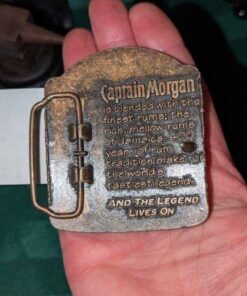 Captain Morgan
is blended with the
finest rums, the
rich, mellow rums
of Jamaica. 400
years of rum
tradition make for
the world's
fastest legend.
AND THE LEGEND
LIVES ON